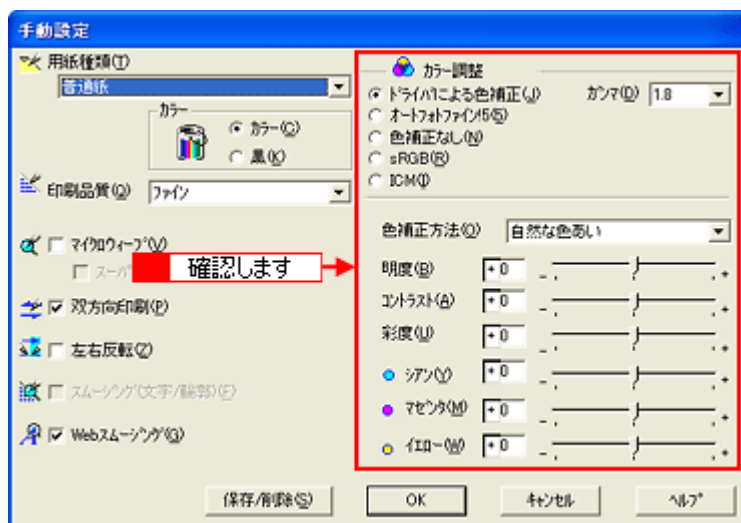 手動設定
用紙種類(T)
普通紙
カラー
カラー(C)
黒(K)
印刷品質(Q)
ファイン
マイクロウィーブ(V)
スーパ
双方向印刷(P)
左右反転(Z)
スムージング(文字/輪郭)(F)
Webスムージング(G)
確認します
カラー調整
ドライバによる色補正(J)
ガンマ(D)
1.8
オートフォトファイン!5(5)
色補正なし(N)
sRGB(R)
ICM(I)
色補正方法(O)
自然な色あい
明度(B)
+0
- +
コントラスト(A)
+0
- +
彩度(U)
+0
- +
シアン(Y)
+0
- +
マゼンタ(M)
+0
- +
イエロー(W)
+0
- +
保存/削除(S)
OK
キャンセル
ヘルプ